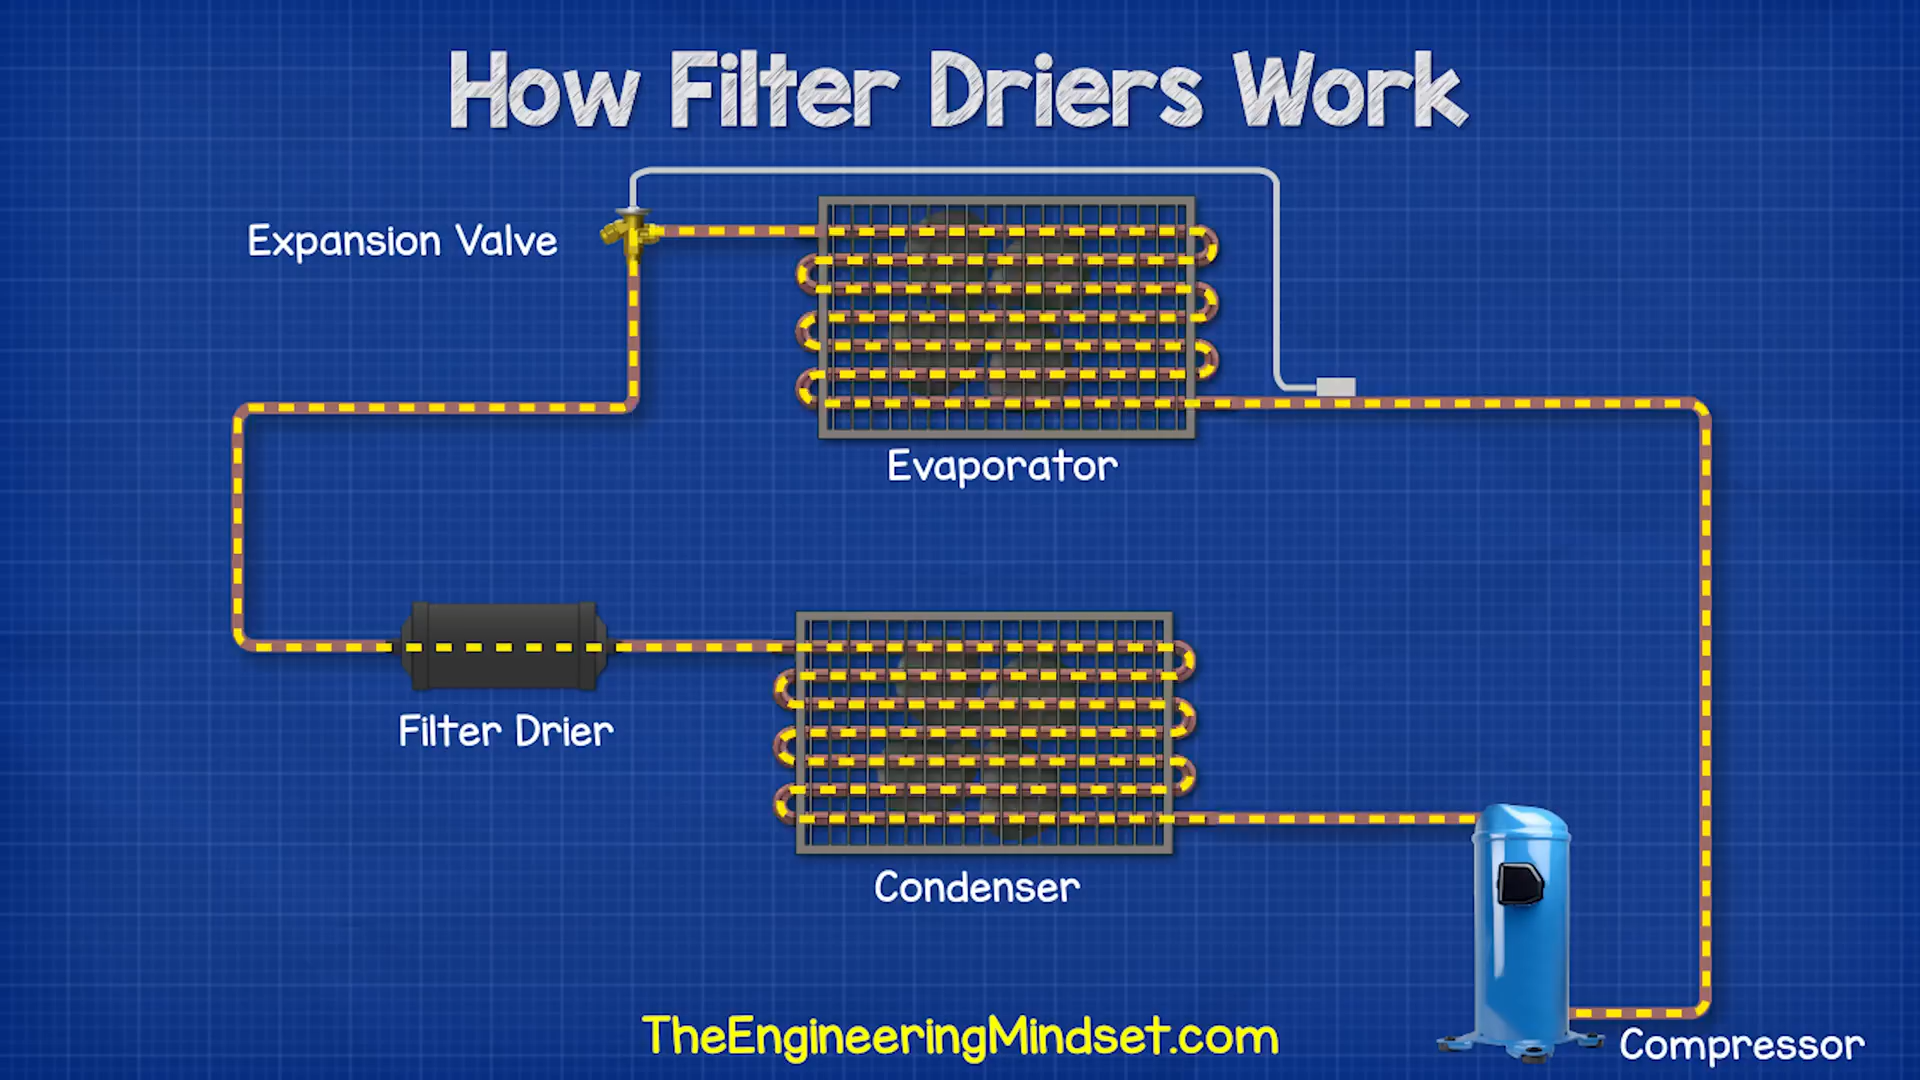 How Filter Driers Work
Expansion Valve
Evaporator
Filter Drier
Condenser
TheEngineeringMindset.com
Compressor